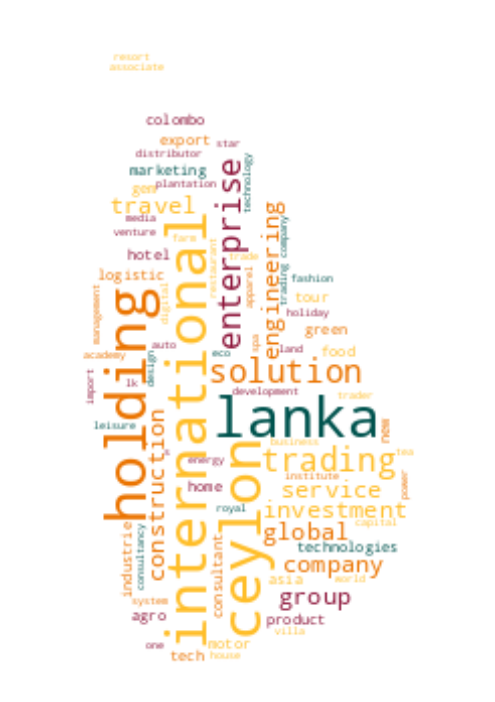 resort
associate
colombo
export
star
distributor
marketing
plantation
technology
gem
enterprise
travel
media
venture
engineering
international
farm
restaurant
trade
trading company
hotel
logistic
apparel
fashion
management
digital
holding
tour
holiday
green
auto
eco
spa
land
food
academy
design
lk
solution
import
development
trader
lanka
leisure
construction
new
business
ceylon
trading
tea
s
energy
institute
power
home
service
royal
investment
capital
industrie
consultancy
global
technologies
consultant
company
asia
world
system
group
agro
product
villa
one
motor
tech
house